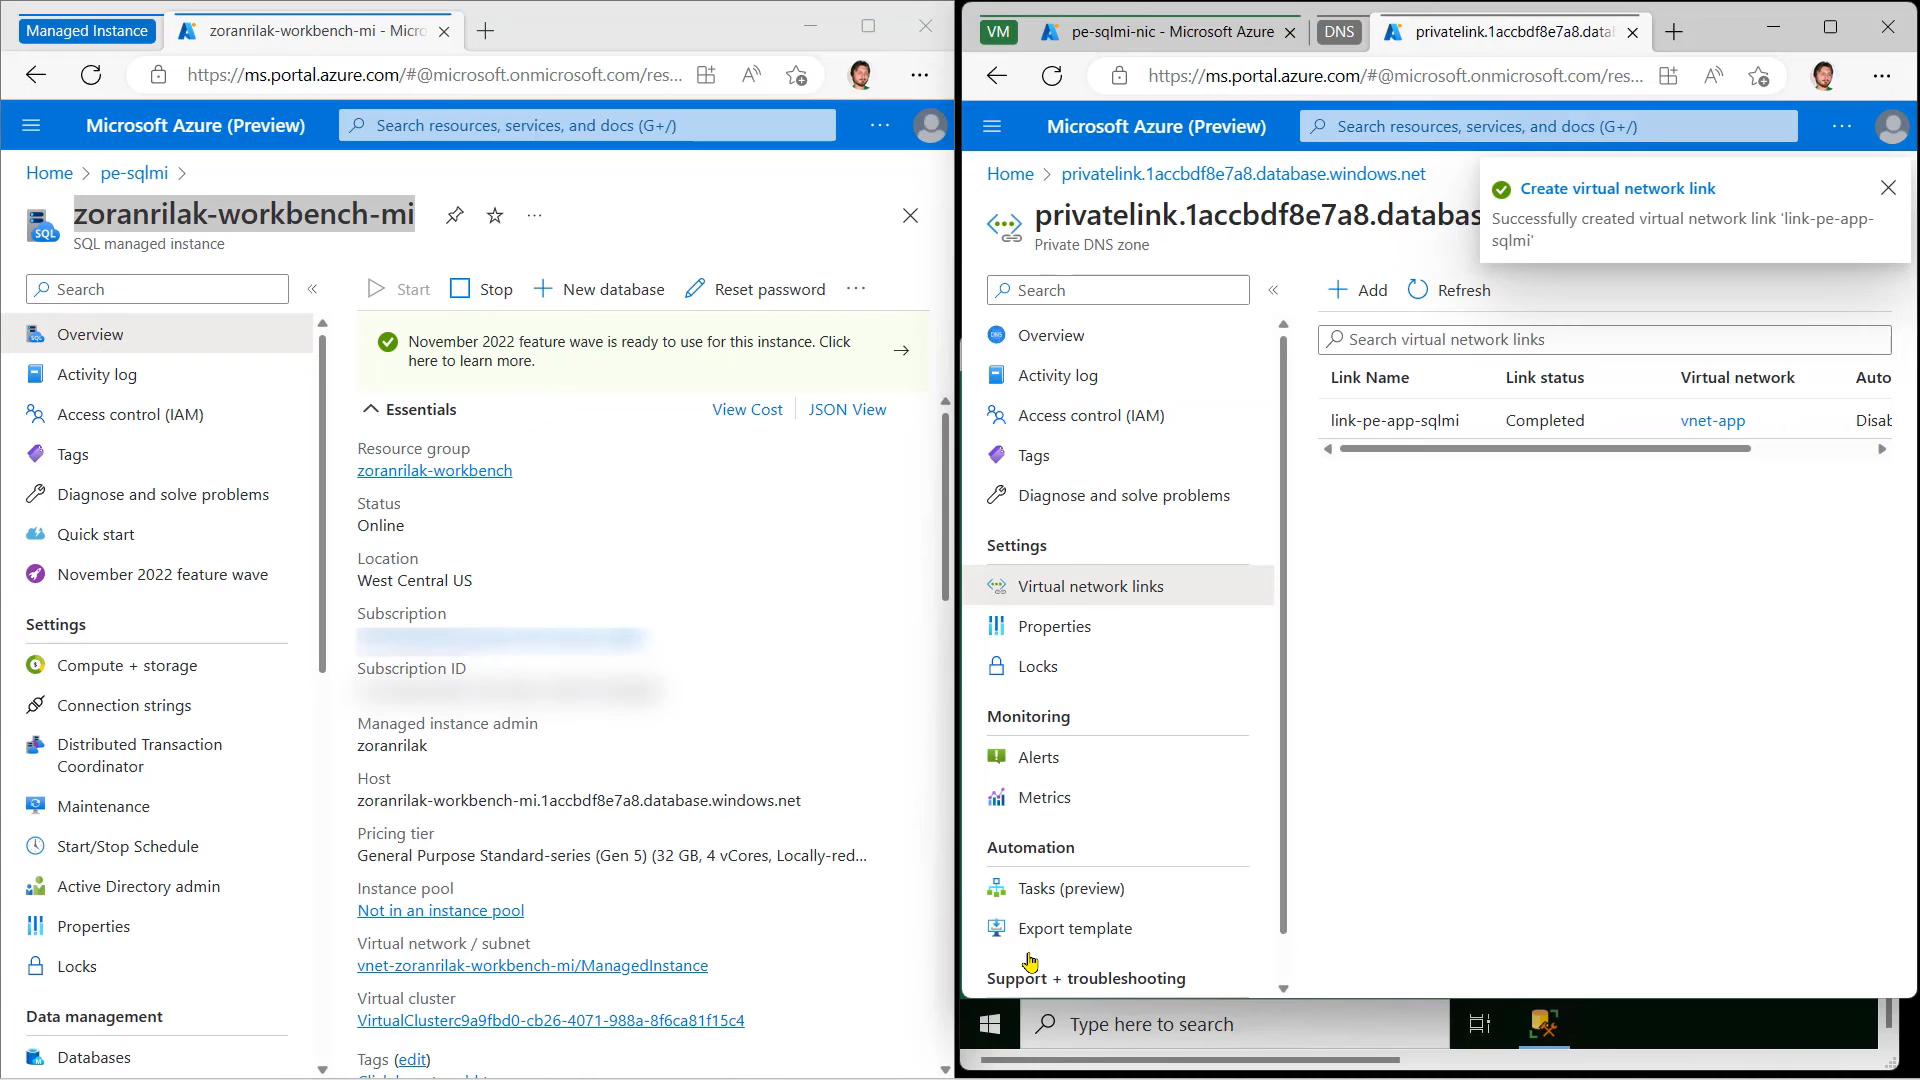 Managed Instance
zoranrilak-workbench-mi - Micro
https://ms.portal.azure.com/#@microsoft.onmicrosoft.com/res...
Microsoft Azure (Preview)
Search resources, services, and docs (G+/)
Home > pe-sqlmi >
zoranrilak-workbench-mi
SQL managed instance
Search
Overview
Activity log
Access control (IAM)
Tags
Diagnose and solve problems
Quick start
November 2022 feature wave
Settings
Compute + storage
Connection strings
Distributed Transaction
Coordinator
Maintenance
Start/Stop Schedule
Active Directory admin
Properties
Locks
Data management
Databases
Start
Stop
New database
Reset password
November 2022 feature wave is ready to use for this instance. Click
here to learn more.
Essentials
View Cost
JSON View
Resource group
zoranrilak-workbench
Status
Online
Location
West Central US
Subscription
Subscription ID
Managed instance admin
zoranrilak
Host
zoranrilak-workbench-mi.1accbdf8e7a8.database.windows.net
Pricing tier
General Purpose Standard-series (Gen 5) (32 GB, 4 vCores, Locally-red...
Instance pool
Not in an instance pool
Virtual network / subnet
vnet-zoranrilak-workbench-mi/ManagedInstance
Virtual cluster
VirtualClusterc9a9fbd0-cb26-4071-988a-8f6ca81f15c4
Tags (edit)
VM
pe-sqlmi-nic - Microsoft Azure
DNS
privatelink.1accbdf8e7a8.data
https://ms.portal.azure.com/#@microsoft.onmicrosoft.com/res...
Microsoft Azure (Preview)
Search resources, services, and docs (G+/)
Home > privatelink.1accbdf8e7a8.database.windows.net
privatelink.1accbdf8e7a8.databas
Private DNS zone
Create virtual network link
Successfully created virtual network link 'link-pe-app-
sqlmi'
Search
Overview
Activity log
Access control (IAM)
Tags
Diagnose and solve problems
Settings
Virtual network links
Properties
Locks
Monitoring
Alerts
Metrics
Automation
Tasks (preview)
Export template
Support + troubleshooting
Add
Refresh
Search virtual network links
Link Name Link status Virtual network Auto
link-pe-app-sqlmi Completed vnet-app Disab
Type here to search